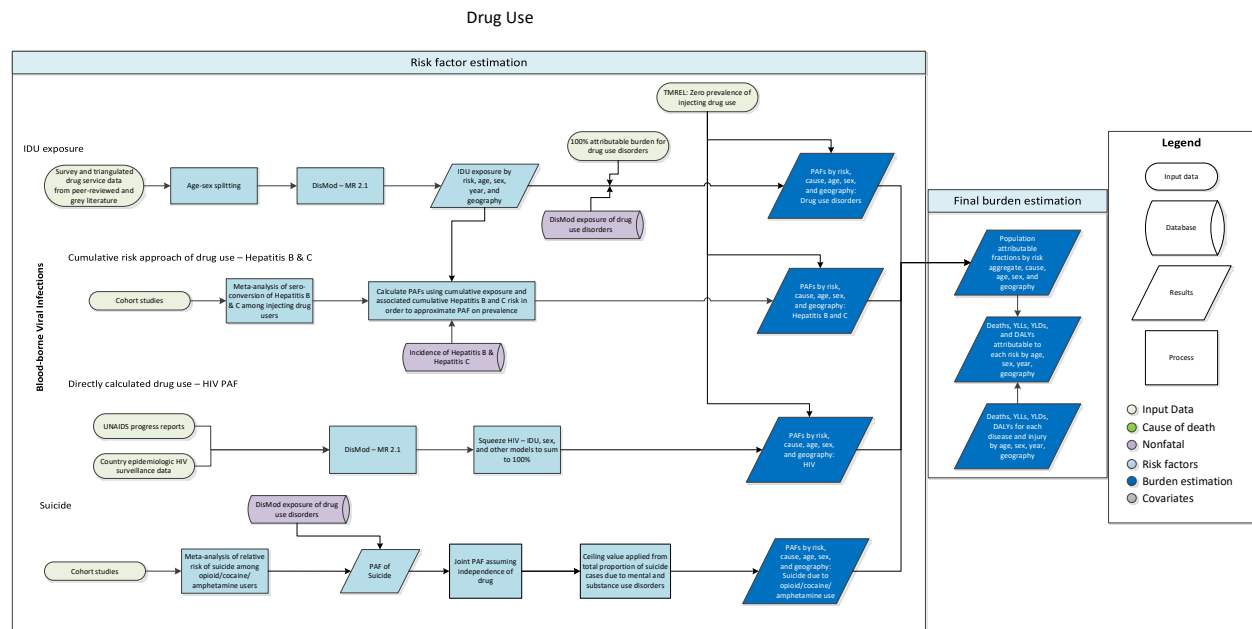 Drug Use
Risk factor estimation
TMREL: Zero prevalence of
injecting drug use
IDU exposure
100% attributable burden for
drug use disorders
Survey and triangulated
drug service data
from peer-reviewed and
grey literature
Age-sex splitting
DisMod – MR 2.1
IDU exposure by
risk, age, sex,
year, and
geography
DisMod exposure of drug
use disorders
PAFs by risk,
cause, age, sex,
and geography:
Drug use disorders
Blood-borne Viral Infections
Cumulative risk approach of drug use – Hepatitis B & C
Cohort studies
Meta-analysis of sero-
conversion of Hepatitis B
& C among injecting drug
users
Calculate PAFs using cumulative exposure and
associated cumulative Hepatitis B and C risk in
order to approximate PAF on prevalence
Incidence of Hepatitis B &
Hepatitis C
PAFs by risk,
cause, age, sex,
and geography:
Hepatitis B and C
Directly calculated drug use – HIV PAF
UNAIDS progress reports
Country epidemiologic HIV
surveillance data
DisMod – MR 2.1
Squeeze HIV – IDU, sex,
and other models to sum
to 100%
PAFs by risk,
cause, age, sex,
and geography:
HIV
Suicide
DisMod exposure of drug
use disorders
Cohort studies
Meta-analysis of relative
risk of suicide among
opioid/cocaine/
amphetamine users
PAF of
Suicide
Joint PAF assuming
independence of
drug
Ceiling value applied from
total proportion of suicide
cases due to mental and
substance use disorders
PAFs by risk,
cause, age, sex,
and geography:
Suicide due to
opioid/cocaine/
amphetamine use
Final burden estimation
Population
attributable
fractions by risk
aggregate, cause,
age, sex, and
geography
Deaths, YLLs, YLDs,
and DALYs
attributable to
each risk by age,
sex, year,
geography
Deaths, YLLs, YLDs,
DALYs for each
disease and injury
by age, sex, year,
geography
Legend
Input data
Database
Results
Process
Input Data
Cause of death
Nonfatal
Risk factors
Burden estimation
Covariates